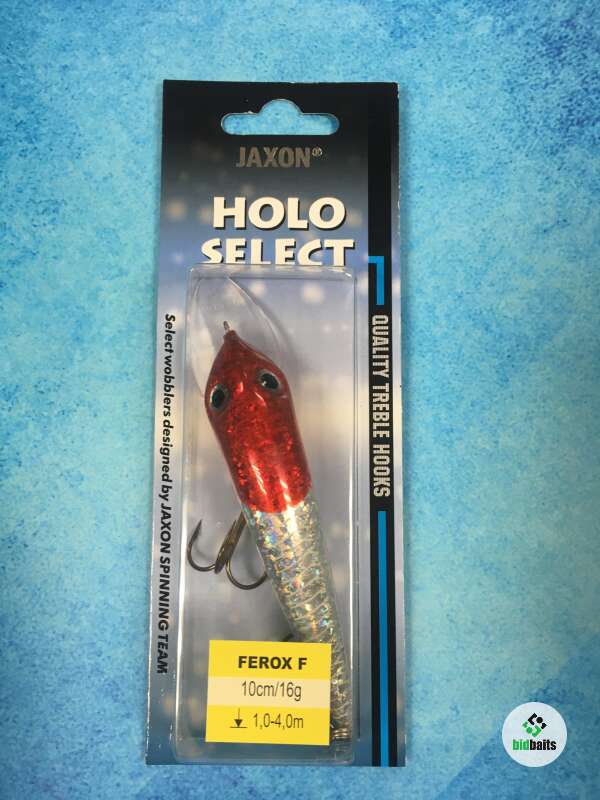 JAXON®
HOLO
SELECT
QUALITY TREBLE HOOKS
Select wobblers designed by JAXON SPINNING TEAM
FEROX F
10cm/16g
1,0-4,0m
bidbaits